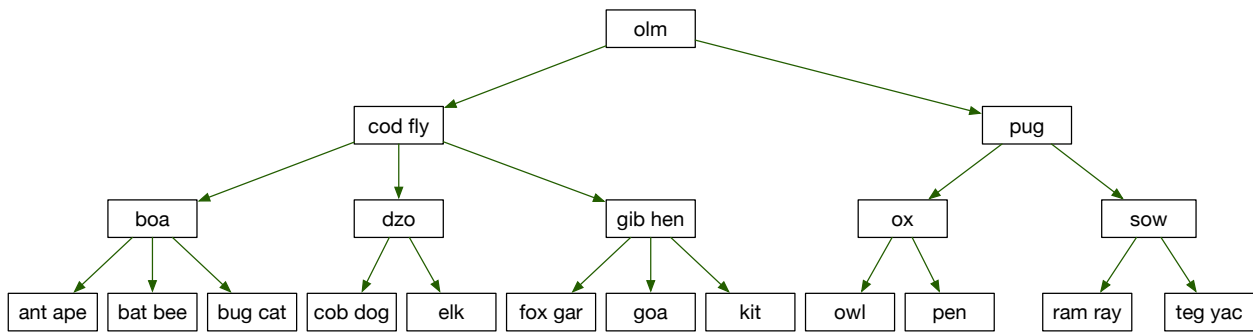 olm
cod fly
pug
boa
dzo
gib hen
ox
sow
ant ape
bat bee
bug cat
cob dog
elk
fox gar
goa
kit
owl
pen
ram ray
teg yac